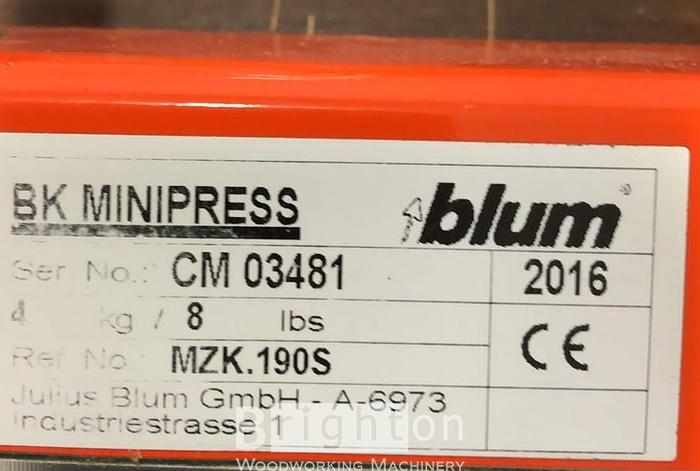 BK MINIPRESS
blum®
Ser No.: CM 03481
2016
4 kg / 8 lbs
CE
Ref No.: MZK.190S
Julius Blum GmbH - A-6973
Industriestrasse 1
Brighton
WOODWORKING MACHINERY